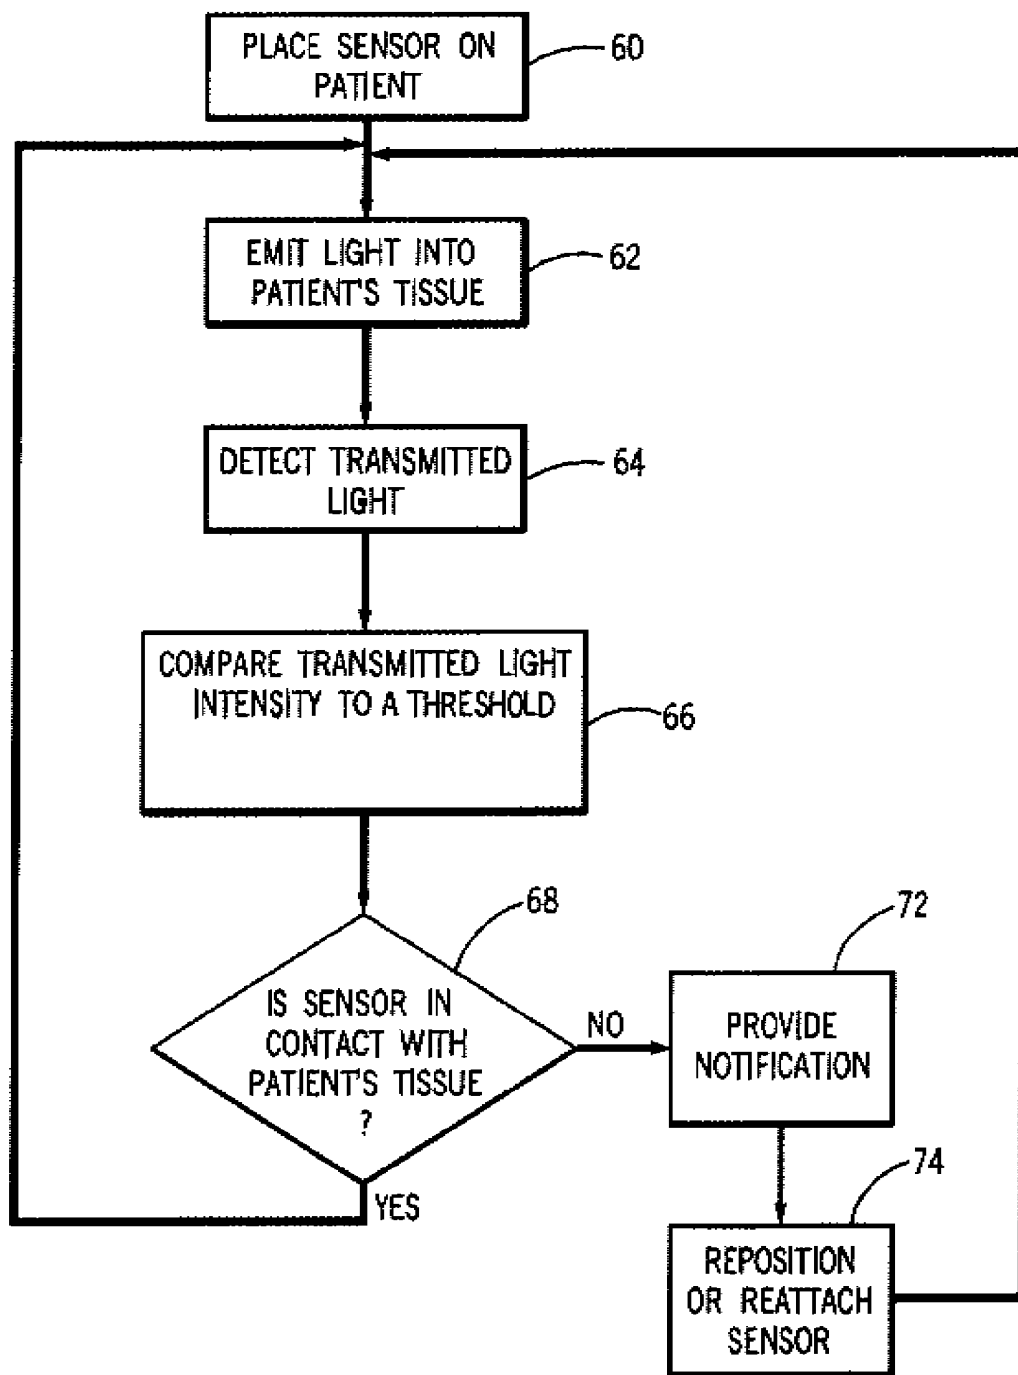 PLACE SENSOR ON
PATIENT
60
EMIT LIGHT INTO
PATIENT'S TISSUE
62
DETECT TRANSMITTED
LIGHT
64
COMPARE TRANSMITTED LIGHT
INTENSITY TO A THRESHOLD
66
68
IS SENSOR IN
CONTACT WITH
PATIENT'S TISSUE
?
NO
YES
72
PROVIDE
NOTIFICATION
74
REPOSITION
OR REATTACH
SENSOR